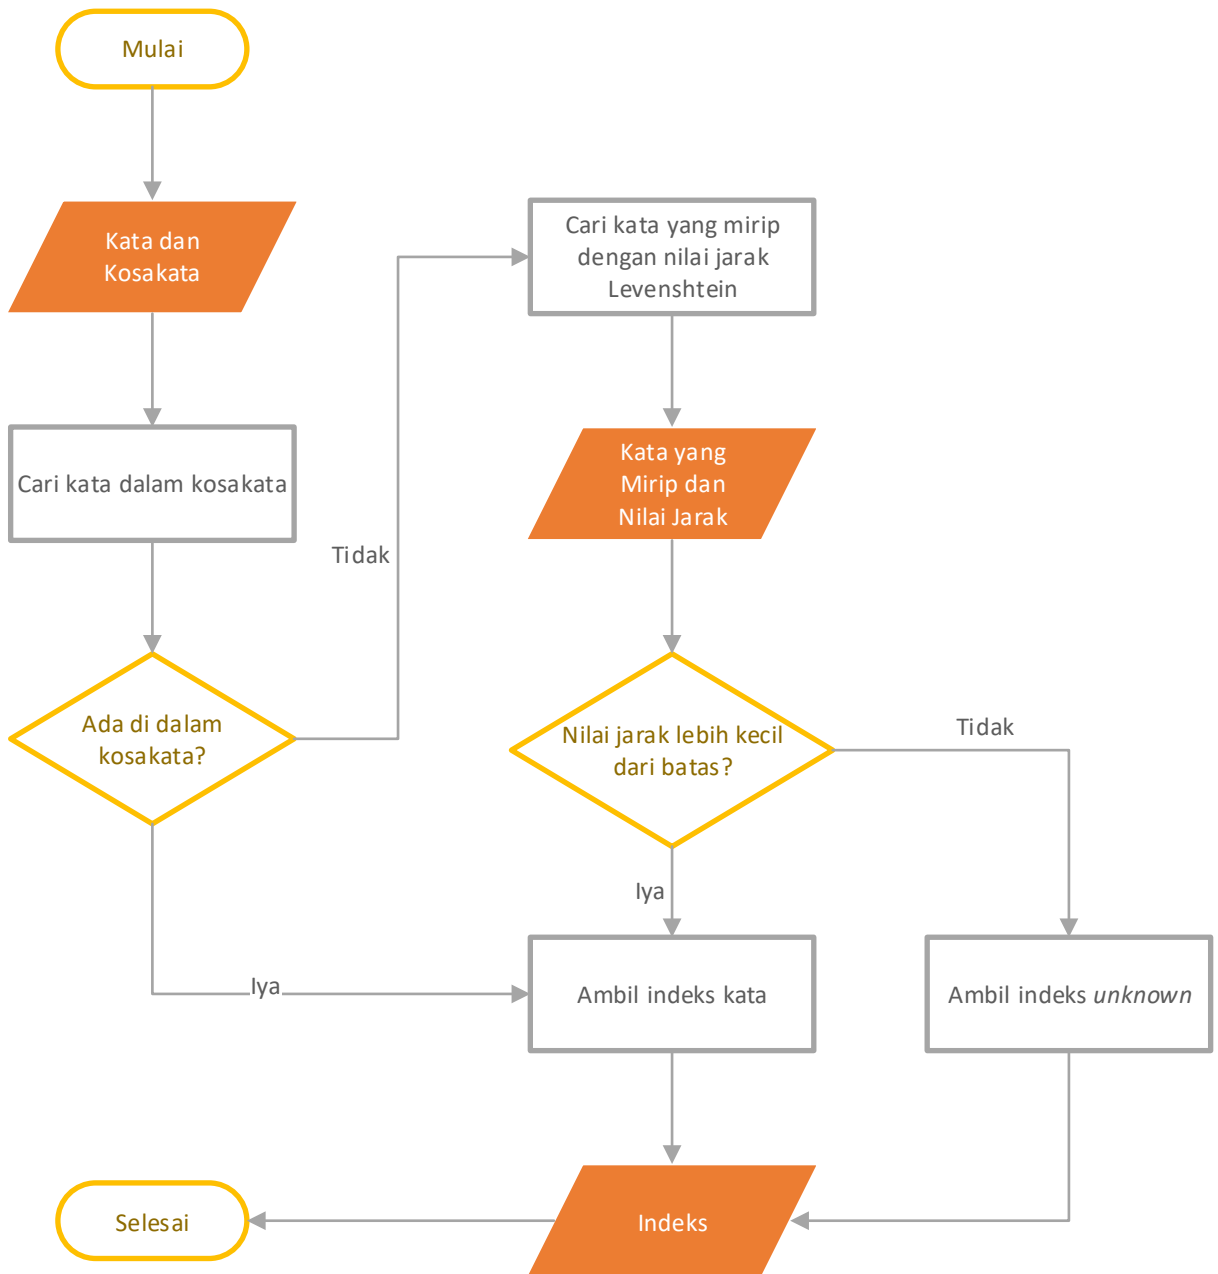 Mulai
Kata dan
Kosakata
Cari kata dalam kosakata
Ada di dalam
kosakata?
Tidak
Iya
Cari kata yang mirip
dengan nilai jarak
Levenshtein
Kata yang
Mirip dan
Nilai Jarak
Nilai jarak lebih kecil
dari batas?
Tidak
Iya
Ambil indeks kata
Ambil indeks unknown
Indeks
Selesai